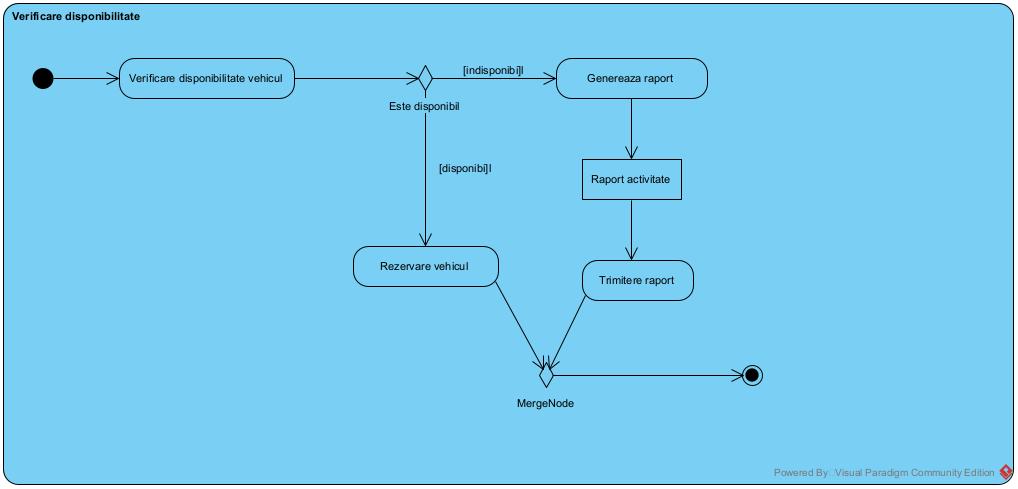 Verificare disponibilitate
Verificare disponibilitate vehicul
[indisponibi]l
Genereaza raport
Este disponibil
[disponibi]l
Raport activitate
Rezervare vehicul
Trimitere raport
MergeNode
Powered By Visual Paradigm Community Edition